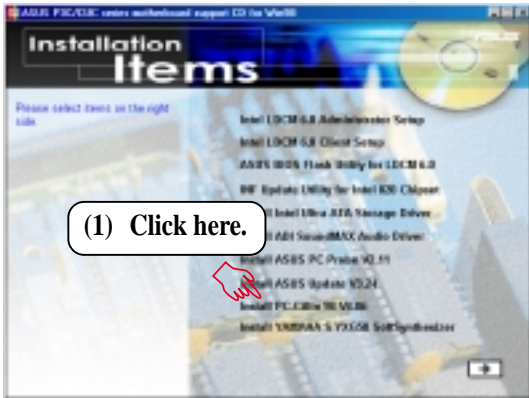 ASUS P3C/CUC series motherboard support CD for Win98
Installation
Items
Please select items on the right
side.
Intel LDCM 6.0 Administrator Setup
Intel LDCM 6.0 Client Setup
ASUS BIOS Flash Utility for LDCM 6.0
INF Update Utility for Intel 820 Chipset
Intel Ultra ATA Storage Driver
ADI SoundMAX Audio Driver
(1) Click here.
Install ASUS PC Probe V2.11
Install ASUS Update V3.24
Install PC-Cillin 98
Install YAMAHA S-YXG50 SoftSynthesizer